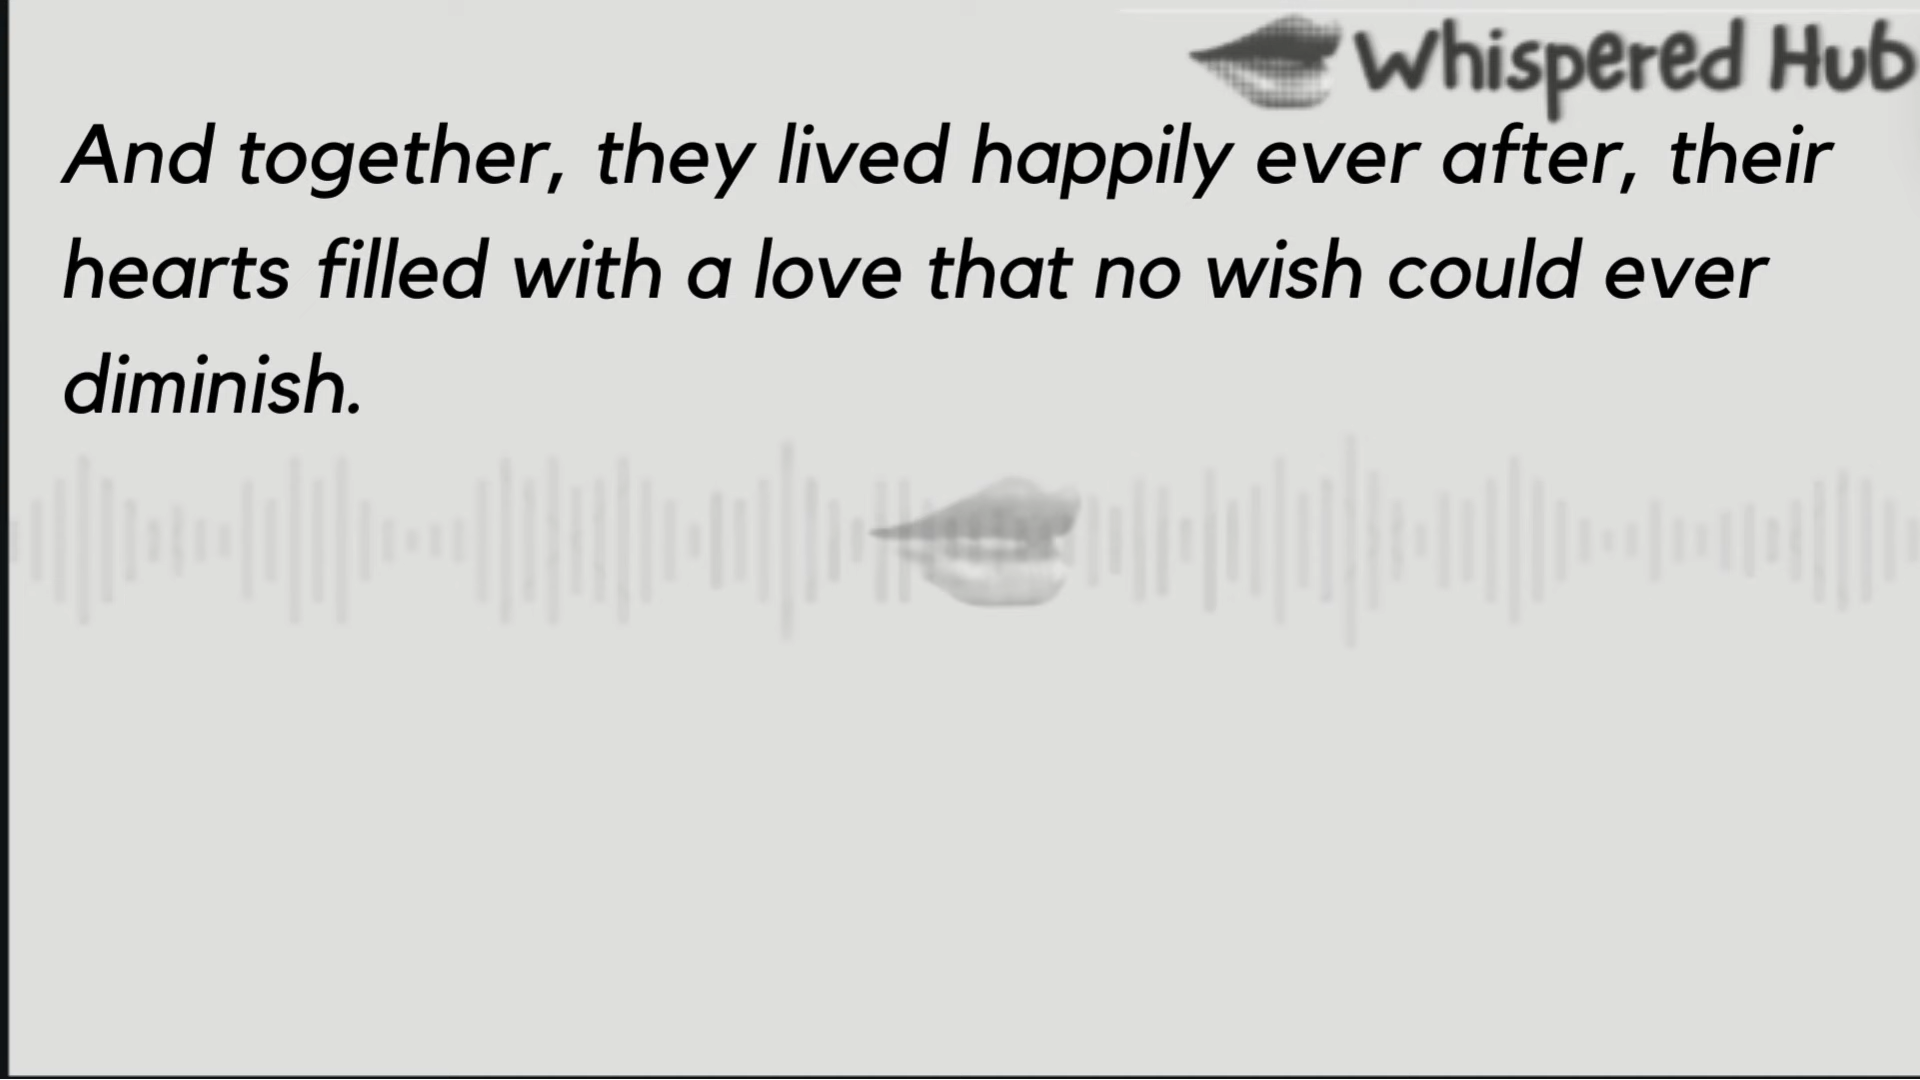 Whispered Hub
And together, they lived happily ever after, their
hearts filled with a love that no wish could ever
diminish.